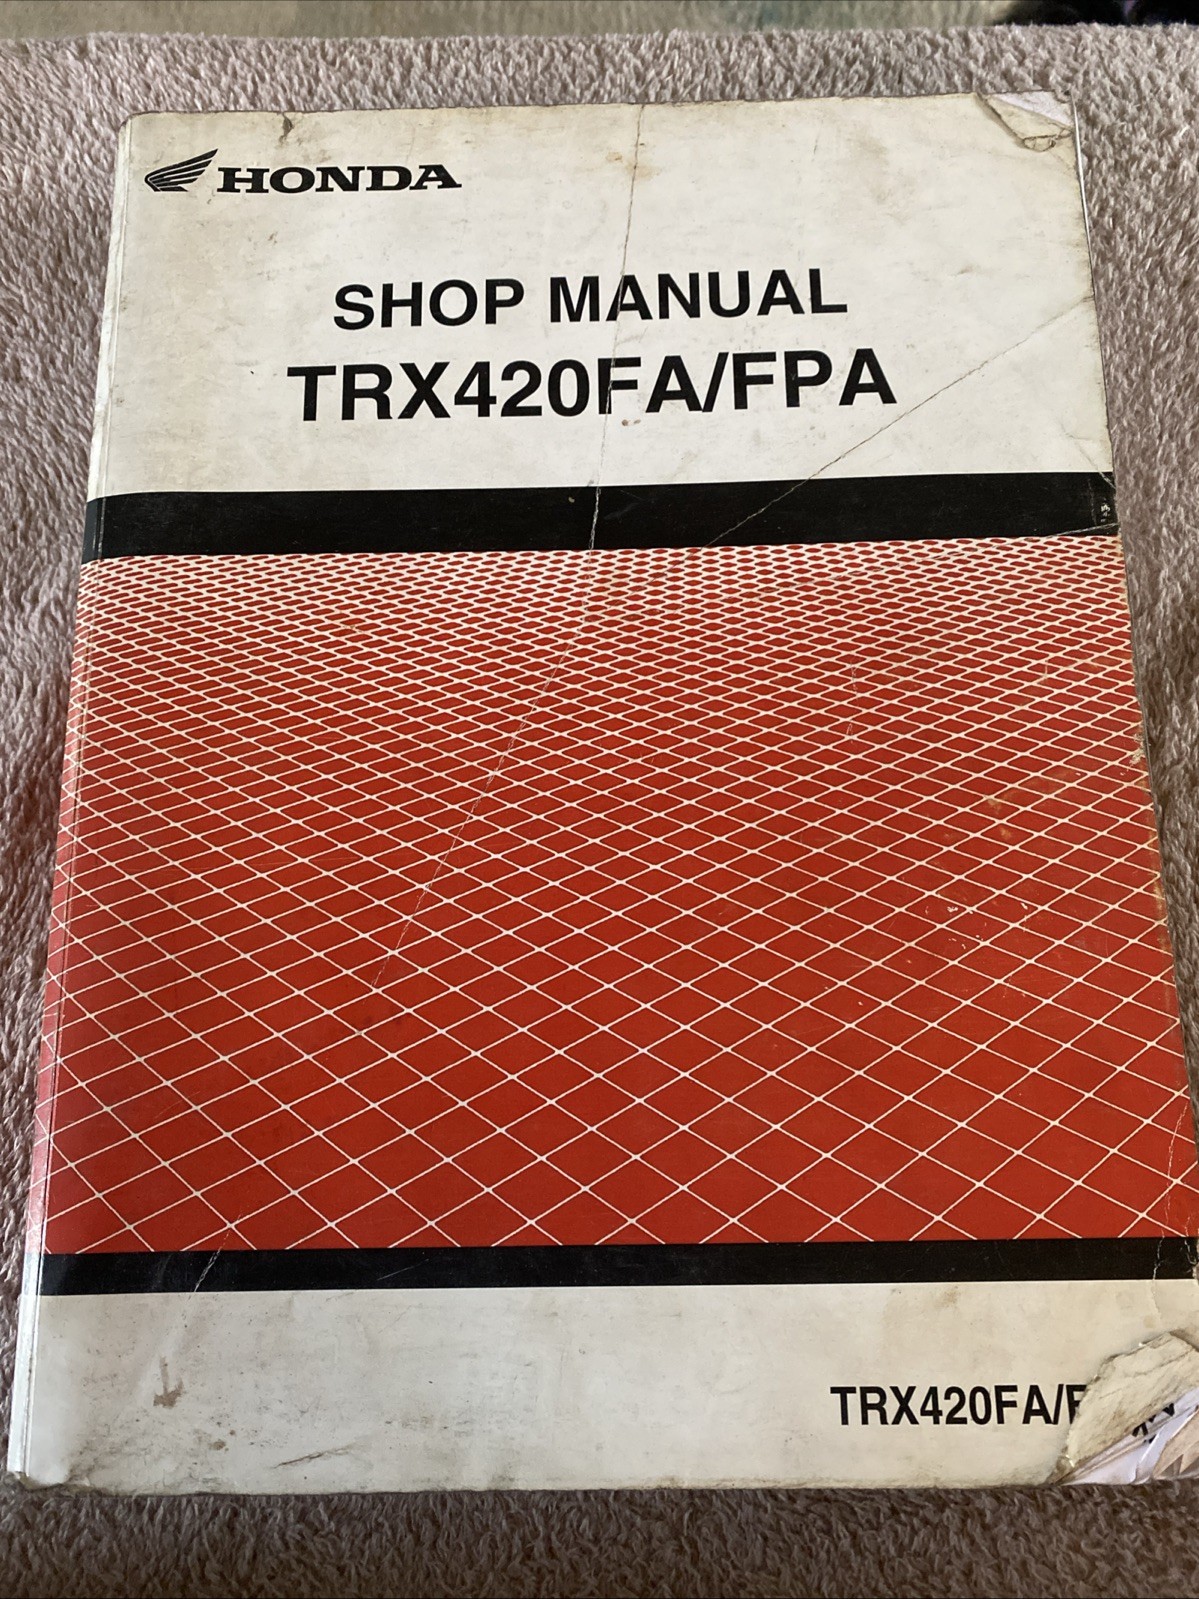 HONDA
SHOP MANUAL
TRX420FA/FPA
TRX420FA/F